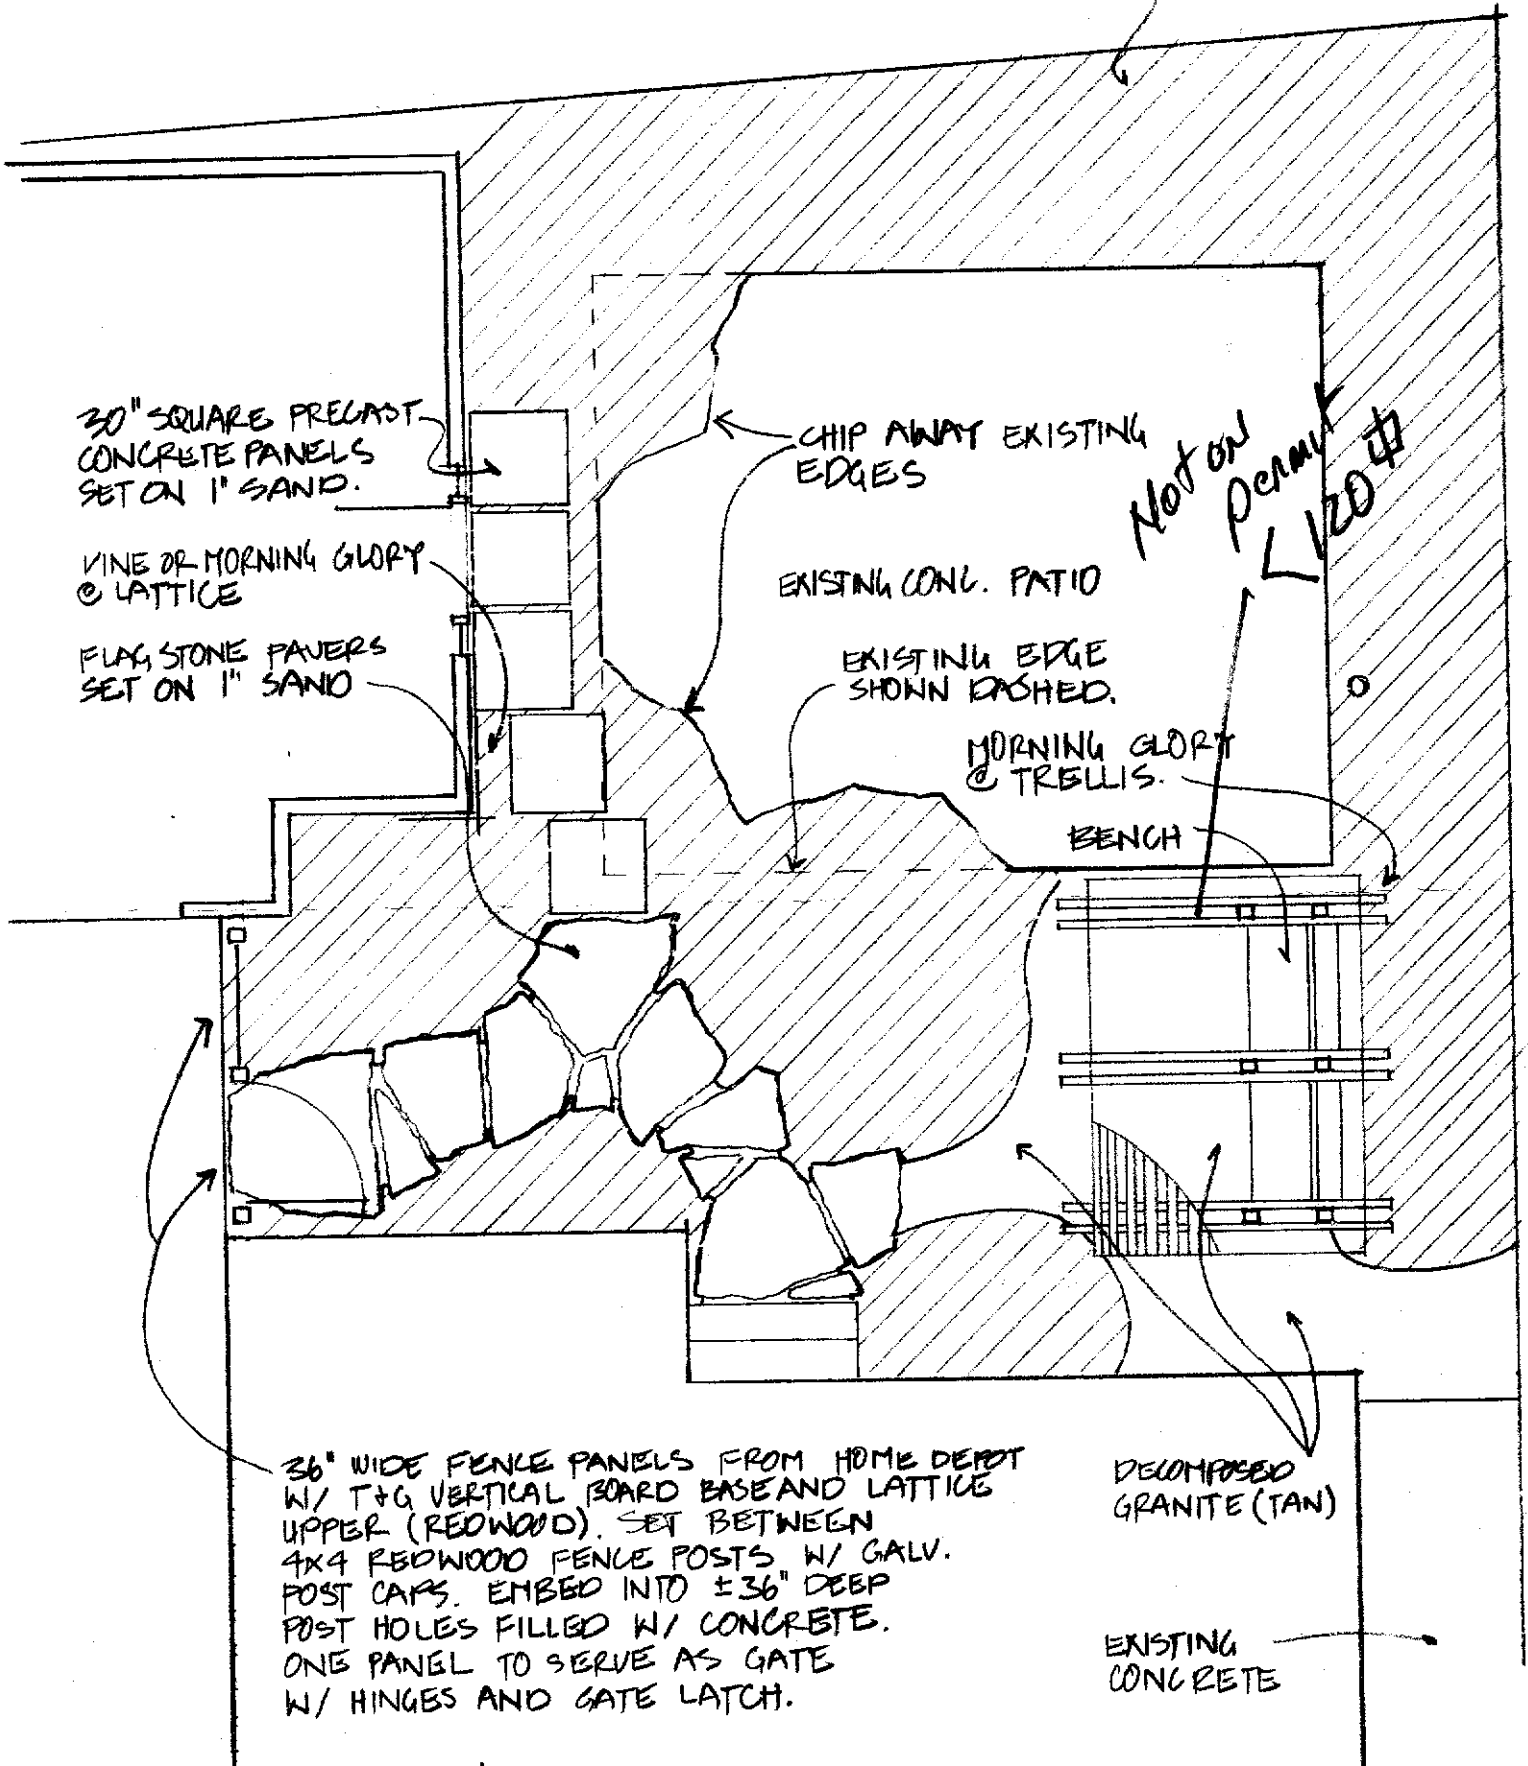 30" SQUARE PRECAST
CONCRETE PANELS
SET ON 1" SAND.
VINE OR MORNING GLORY
@ LATTICE
FLAG STONE PAVERS
SET ON 1" SAND
CHIP AWAY EXISTING
EDGES
Not on
permit
<120
EXISTING CONC. PATIO
EXISTING EDGE
SHOWN DASHED.
MORNING GLORY
@ TRELLIS.
BENCH
36" WIDE FENCE PANELS FROM HOME DEPOT
W/ T+G VERTICAL BOARD BASE AND LATTICE
UPPER (REDWOOD). SET BETWEEN
4x4 REDWOOD FENCE POSTS W/ GALV.
POST CAPS. EMBED INTO ±36" DEEP
POST HOLES FILLED W/ CONCRETE.
ONE PANEL TO SERVE AS GATE
W/ HINGES AND GATE LATCH.
DECOMPOSED
GRANITE (TAN)
EXISTING
CONCRETE